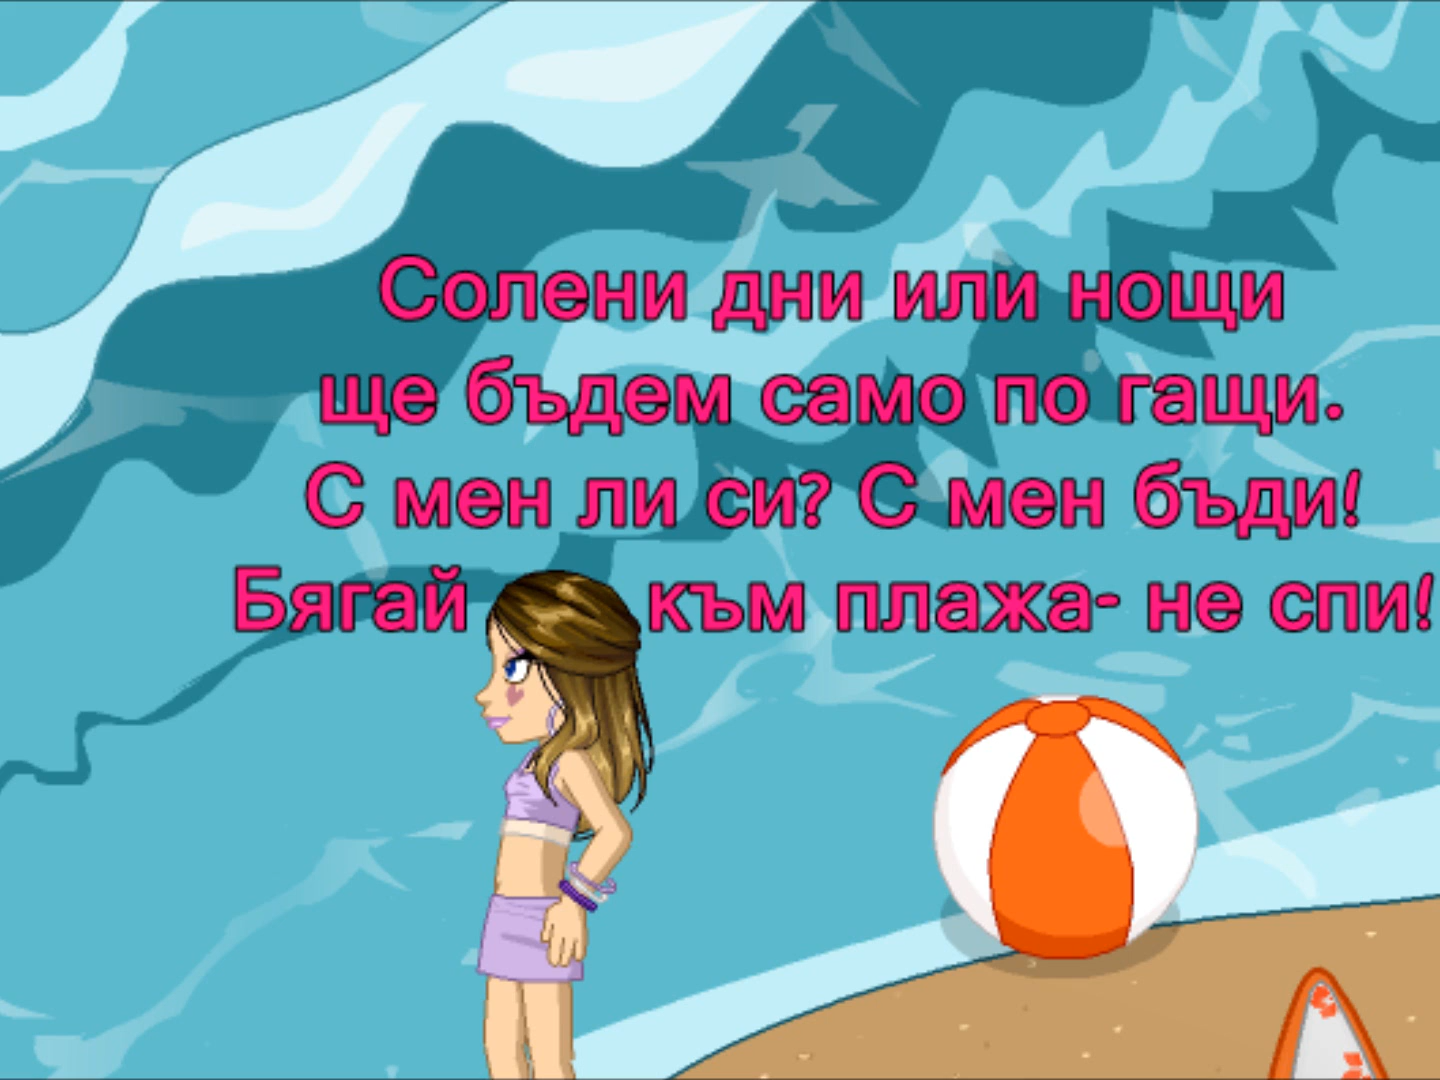 Солени дни или нощи
ще бъдем само по гащи.
С мен ли си? С мен бъди!
Бягай към плажа- не спи!